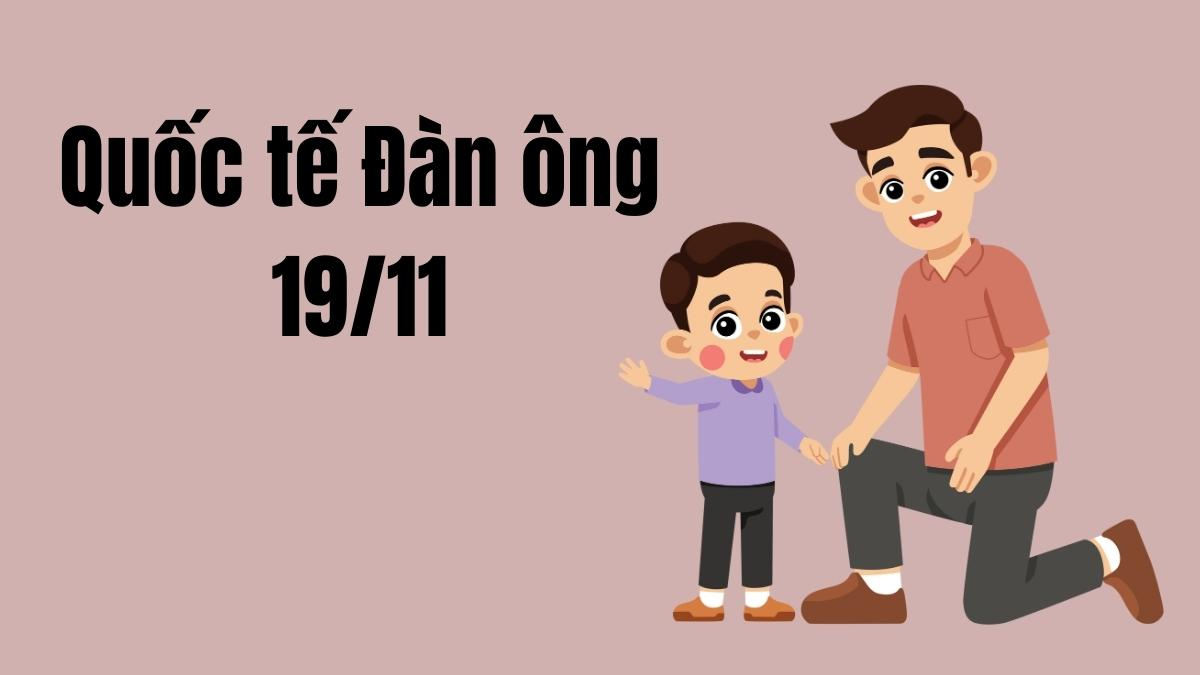 Quốc tế Đàn ông
19/11